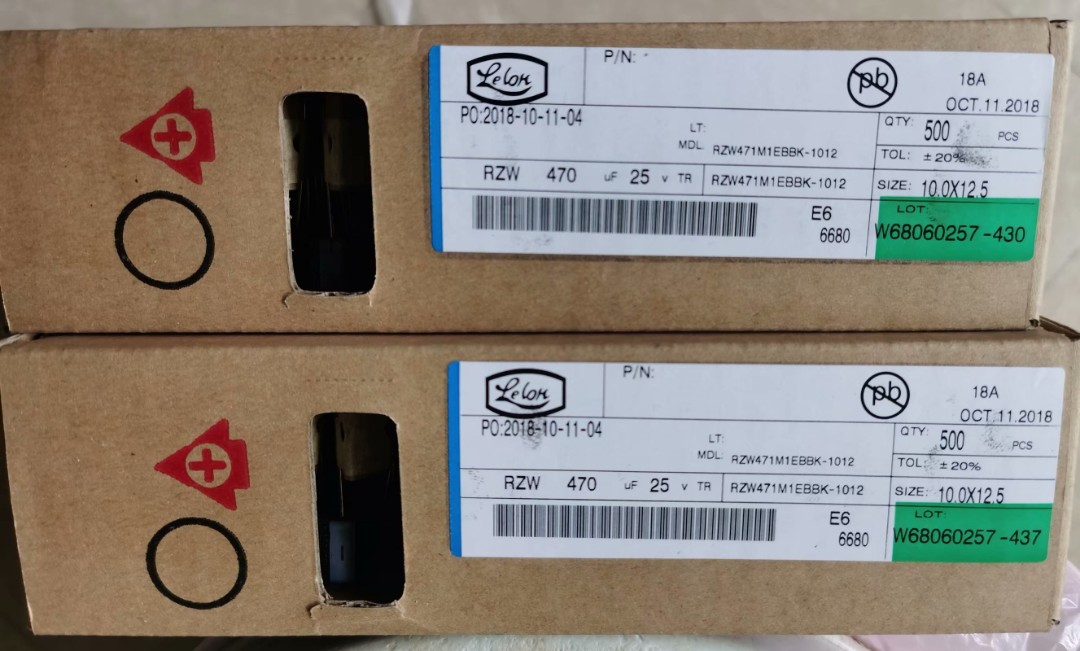 Lelon
P/N:
pb
18A
OCT.11.2018
PO:2018-10-11-04
QTY: 500 PCS
LT:
MDL: RZW471M1EBBK-1012
TOL: ±20%
RZW 470 uF 25 v TR RZW471M1EBBK-1012
SIZE: 10.0X12.5
LOT:
E6
6680
W68060257-430
Lelon
P/N:
pb
18A
OCT.11.2018
PO:2018-10-11-04
QTY: 500 PCS
LT:
MDL: RZW471M1EBBK-1012
TOL: ±20%
RZW 470 uF 25 v TR RZW471M1EBBK-1012
SIZE: 10.0X12.5
LOT:
E6
6680
W68060257-437